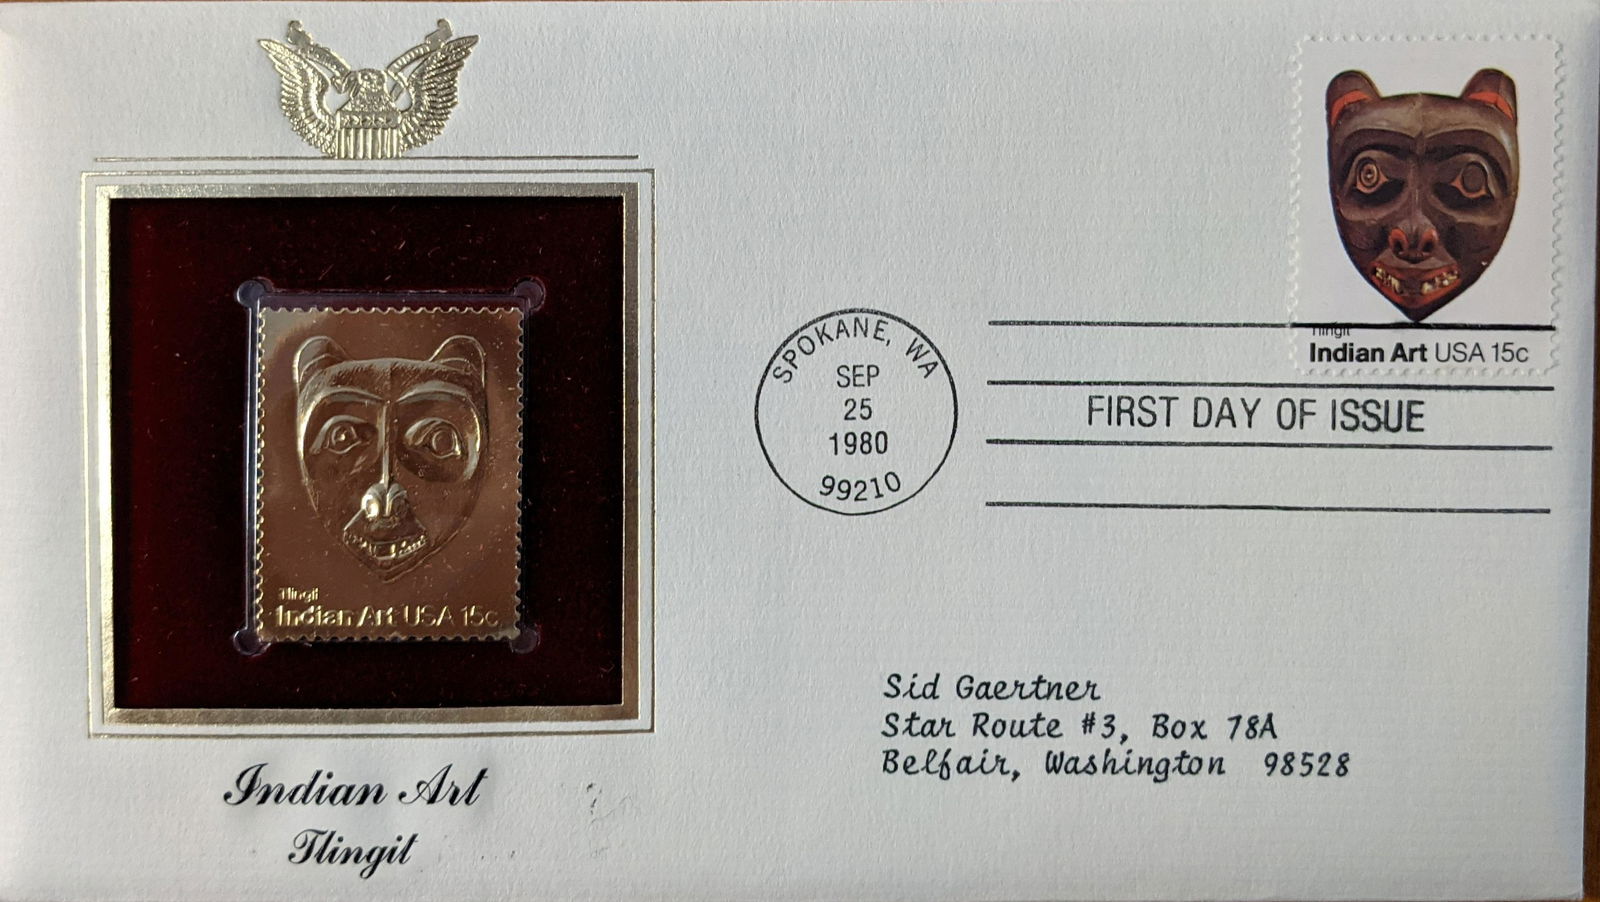 Tlingit
Indian Art USA 15c
SPOKANE, WA
SEP
25
1980
99210
FIRST DAY OF ISSUE
Tlingit
Indian Art USA 15c
Sid Gaertner
Star Route #3, Box 78A
Belfair, Washington 98528
Indian Art
Tlingit